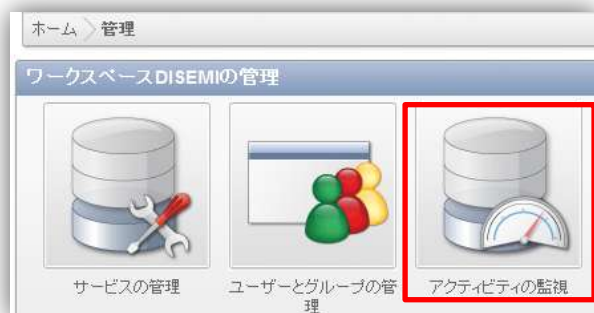 ホーム 〉管理
ワークスペースDISEMIの管理
サービスの管理
ユーザーとグループの管
理
アクティビティの監視